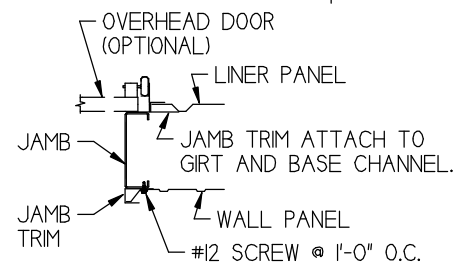 OVERHEAD DOOR
(OPTIONAL)
LINER PANEL
JAMB
JAMB TRIM ATTACH TO
GIRT AND BASE CHANNEL.
JAMB
TRIM
WALL PANEL
#12 SCREW @ 1'-0" O.C.